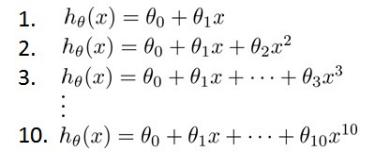 1. hθ(x) = θ₀ + θ₁x
2. hθ(x) = θ₀ + θ₁x + θ₂x²
3. hθ(x) = θ₀ + θ₁x + ⋯ + θ₃x³
⋮
10. hθ(x) = θ₀ + θ₁x + ⋯ + θ₁₀x¹⁰